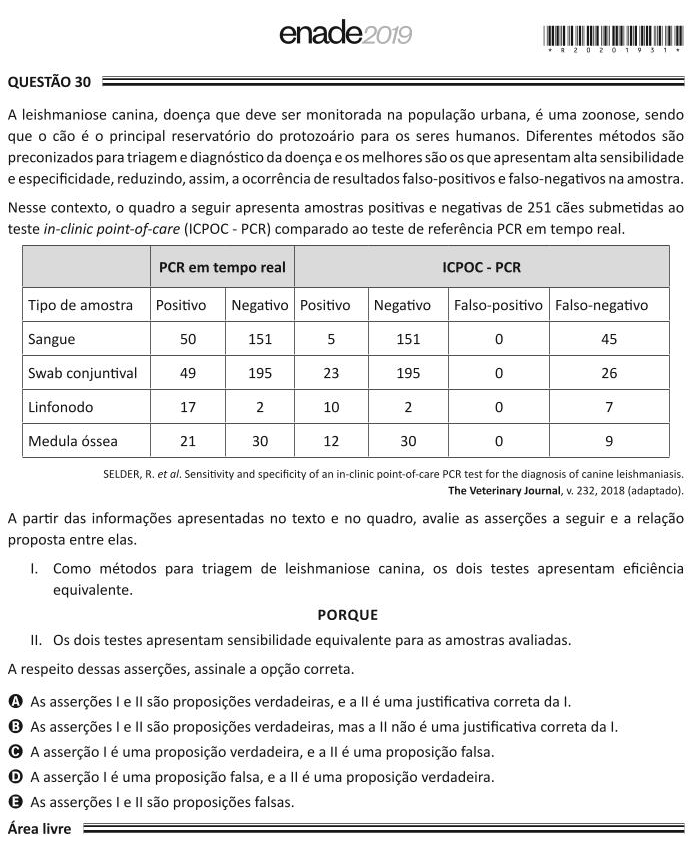 enade2019
* R 2 0 2 0 1 9 3 1 *
QUESTÃO 30
A leishmaniose canina, doença que deve ser monitorada na população urbana, é uma zoonose, sendo
que o cão é o principal reservatório do protozoário para os seres humanos. Diferentes métodos são
preconizados para triagem e diagnóstico da doença e os melhores são os que apresentam alta sensibilidade
e especificidade, reduzindo, assim, a ocorrência de resultados falso-positivos e falso-negativos na amostra.
Nesse contexto, o quadro a seguir apresenta amostras positivas e negativas de 251 cães submetidas ao
teste in-clinic point-of-care (ICPOC - PCR) comparado ao teste de referência PCR em tempo real.
PCR em tempo real ICPOC - PCR
Tipo de amostra Positivo Negativo Positivo Negativo Falso-positivo Falso-negativo
Sangue 50 151 5 151 0 45
Swab conjuntival 49 195 23 195 0 26
Linfonodo 17 2 10 2 0 7
Medula óssea 21 30 12 30 0 9
SELDER, R. et al. Sensitivity and specificity of an in-clinic point-of-care PCR test for the diagnosis of canine leishmaniasis.
The Veterinary Journal, v. 232, 2018 (adaptado).
A partir das informações apresentadas no texto e no quadro, avalie as asserções a seguir e a relação
proposta entre elas.
I. Como métodos para triagem de leishmaniose canina, os dois testes apresentam eficiência
equivalente.
PORQUE
II. Os dois testes apresentam sensibilidade equivalente para as amostras avaliadas.
A respeito dessas asserções, assinale a opção correta.
A As asserções I e II são proposições verdadeiras, e a II é uma justificativa correta da I.
B As asserções I e II são proposições verdadeiras, mas a II não é uma justificativa correta da I.
C A asserção I é uma proposição verdadeira, e a II é uma proposição falsa.
D A asserção I é uma proposição falsa, e a II é uma proposição verdadeira.
E As asserções I e II são proposições falsas.
Área livre